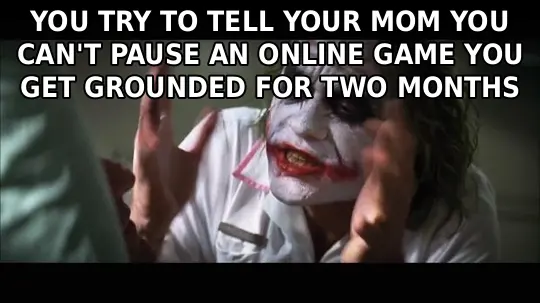 YOU TRY TO TELL YOUR MOM YOU
CAN'T PAUSE AN ONLINE GAME YOU
GET GROUNDED FOR TWO MONTHS